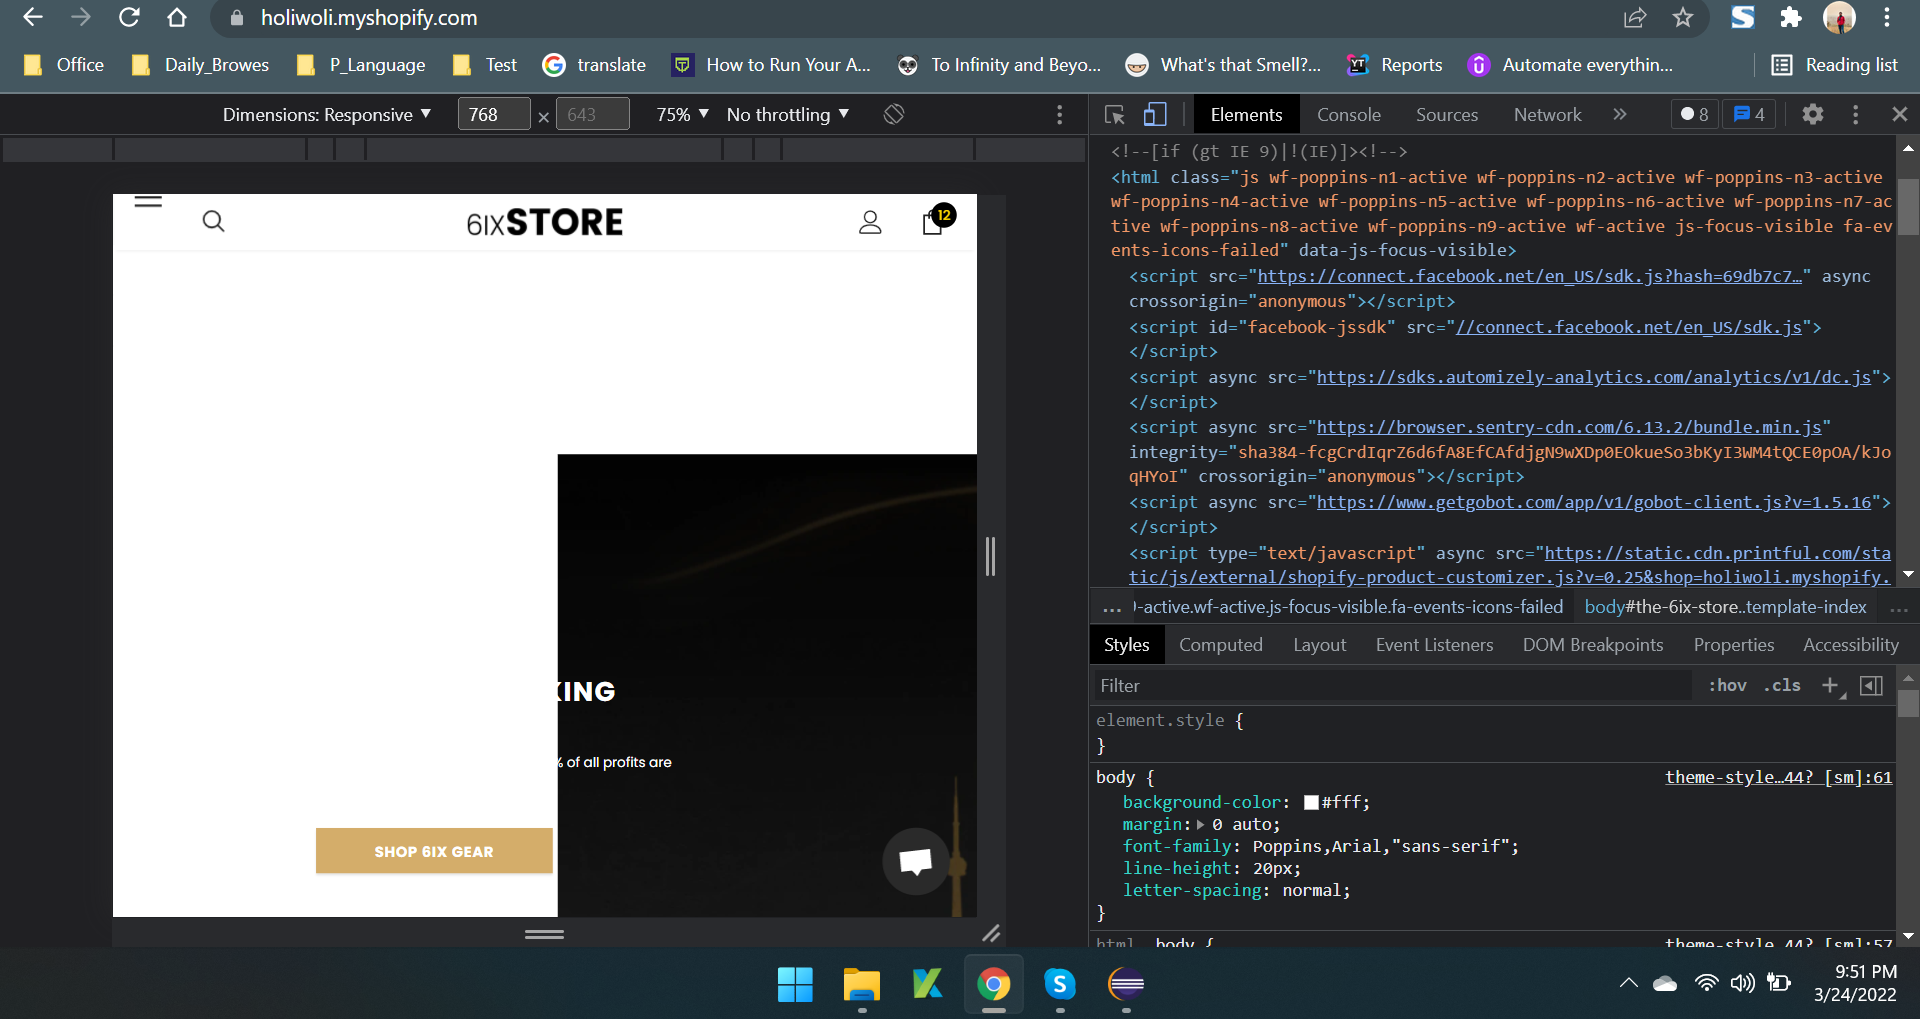 holiwoli.myshopify.com
Office Daily_Browes P_Language Test translate How to Run Your A... To Infinity and Beyo... What's that Smell?... Reports Automate everythin... Reading list
Dimensions: Responsive ▼ 768 × 643 75% ▼ No throttling ▼
Elements Console Sources Network » 8 4
6IXSTORE
12
KING
% of all profits are
SHOP 6IX GEAR
<!--[if (gt IE 9)|!(IE)]><!-->
<html class="js wf-poppins-n1-active wf-poppins-n2-active wf-poppins-n3-active
wf-poppins-n4-active wf-poppins-n5-active wf-poppins-n6-active wf-poppins-n7-ac
tive wf-poppins-n8-active wf-poppins-n9-active wf-active js-focus-visible fa-ev
ents-icons-failed" data-js-focus-visible>
<script src="https://connect.facebook.net/en_US/sdk.js?hash=69db7c7…" async
crossorigin="anonymous"></script>
<script id="facebook-jssdk" src="//connect.facebook.net/en_US/sdk.js">
</script>
<script async src="https://sdks.automizely-analytics.com/analytics/v1/dc.js">
</script>
<script async src="https://browser.sentry-cdn.com/6.13.2/bundle.min.js"
integrity="sha384-fcgCrdIqrZ6d6fA8EfCAfdjgN9wXDp0EOkueSo3bKyI3WM4tQCE0pOA/kJo
qHYoI" crossorigin="anonymous"></script>
<script async src="https://www.getgobot.com/app/v1/gobot-client.js?v=1.5.16">
</script>
<script type="text/javascript" async src="https://static.cdn.printful.com/sta
tic/js/external/shopify-product-customizer.js?v=0.25&shop=holiwoli.myshopify.
... -active.wf-active.js-focus-visible.fa-events-icons-failed body#the-6ix-store..template-index ...
Styles Computed Layout Event Listeners DOM Breakpoints Properties Accessibility
Filter :hov .cls +
element.style {
}
body { theme-style…44? [sm]:61
background-color: #fff;
margin: 0 auto;
font-family: Poppins,Arial,"sans-serif";
line-height: 20px;
letter-spacing: normal;
}
html, body { theme-style…44? [sm]:57
9:51 PM
3/24/2022